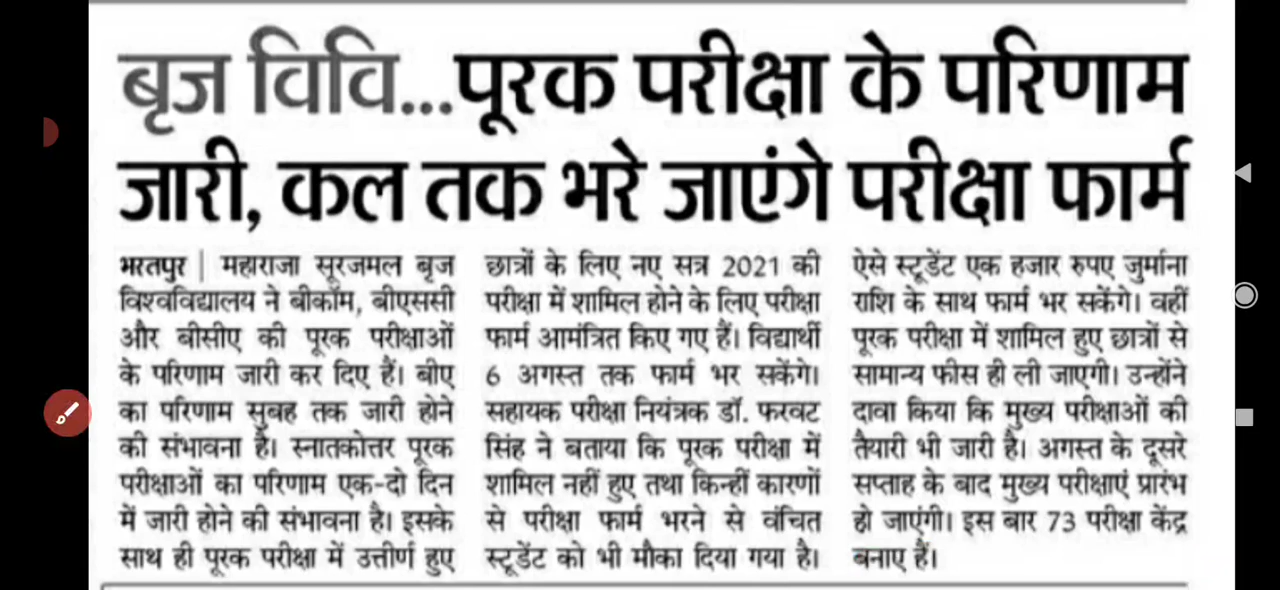 बृज विवि...पूरक परीक्षा के परिणाम
जारी, कल तक भरे जाएंगे परीक्षा फार्म
भरतपुर | महाराजा सूरजमल बृज
विश्वविद्यालय ने बीकॉम, बीएससी
और बीसीए की पूरक परीक्षाओं
के परिणाम जारी कर दिए हैं। बीए
का परिणाम सुबह तक जारी होने
की संभावना है। स्नातकोत्तर पूरक
परीक्षाओं का परिणाम एक-दो दिन
में जारी होने की संभावना है। इसके
साथ ही पूरक परीक्षा में उत्तीर्ण हुए
छात्रों के लिए नए सत्र 2021 की
परीक्षा में शामिल होने के लिए परीक्षा
फार्म आमंत्रित किए गए हैं। विद्यार्थी
6 अगस्त तक फार्म भर सकेंगे।
सहायक परीक्षा नियंत्रक डॉ. फरवट
सिंह ने बताया कि पूरक परीक्षा में
शामिल नहीं हुए तथा किन्हीं कारणों
से परीक्षा फार्म भरने से वंचित
स्टूडेंट को भी मौका दिया गया है।
ऐसे स्टूडेंट एक हजार रुपए जुर्माना
राशि के साथ फार्म भर सकेंगे। वहीं
पूरक परीक्षा में शामिल हुए छात्रों से
सामान्य फीस ही ली जाएगी। उन्होंने
दावा किया कि मुख्य परीक्षाओं की
तैयारी भी जारी है। अगस्त के दूसरे
सप्ताह के बाद मुख्य परीक्षाएं प्रारंभ
हो जाएंगी। इस बार 73 परीक्षा केंद्र
बनाए हैं।